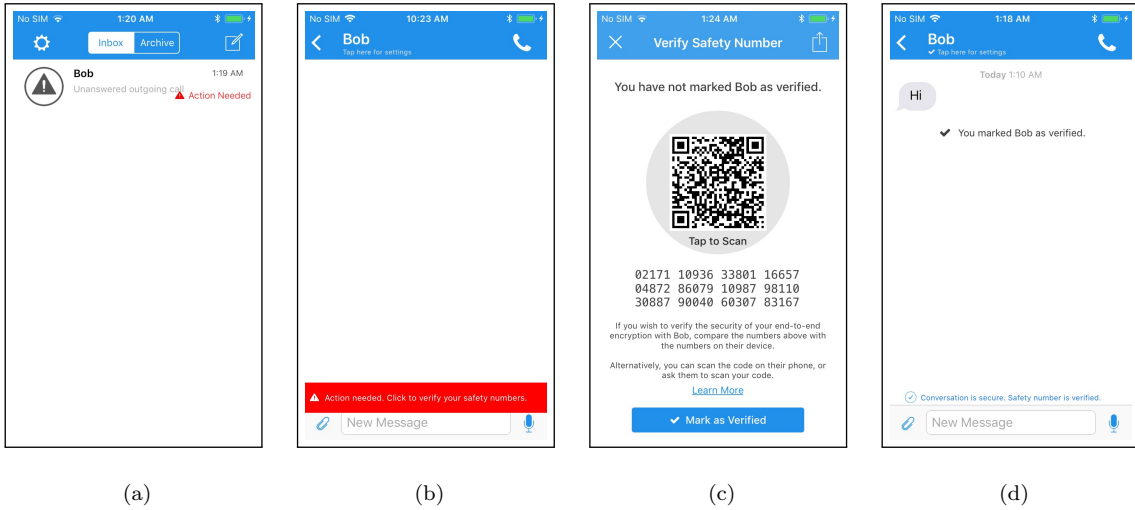 No SIM 1:20 AM
Inbox Archive
Bob 1:19 AM
Unanswered outgoing call
Action Needed
(a)
No SIM 10:23 AM
Bob
Tap here for settings
Action needed. Click to verify your safety numbers.
New Message
(b)
No SIM 1:24 AM
Verify Safety Number
You have not marked Bob as verified.
Tap to Scan
02171 10936 33801 16657
04872 86079 10987 98110
30887 90040 60307 83167
If you wish to verify the security of your end-to-end
encryption with Bob, compare the numbers above with
the numbers on their device.
Alternatively, you can scan the code on their phone, or
ask them to scan your code.
Learn More
Mark as Verified
(c)
No SIM 1:18 AM
Bob
Tap here for settings
Today 1:10 AM
Hi
You marked Bob as verified.
Conversation is secure. Safety number is verified.
New Message
(d)